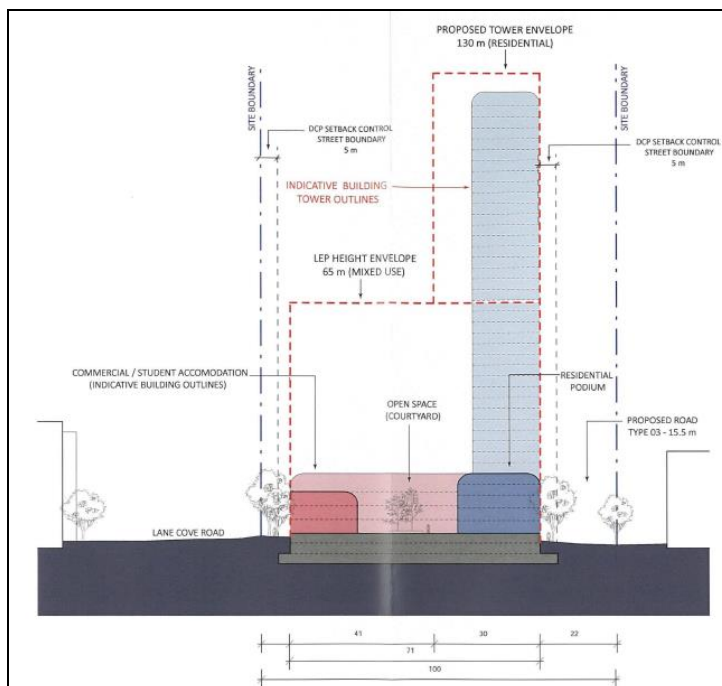 PROPOSED TOWER ENVELOPE
130 m (RESIDENTIAL)
SITE BOUNDARY
SITE BOUNDARY
DCP SETBACK CONTROL
STREET BOUNDARY
5 m
DCP SETBACK CONTROL
STREET BOUNDARY
5 m
INDICATIVE BUILDING
TOWER OUTLINES
LEP HEIGHT ENVELOPE
65 m (MIXED USE)
COMMERCIAL / STUDENT ACCOMODATION
(INDICATIVE BUILDING OUTLINES)
OPEN SPACE
(COURTYARD)
RESIDENTIAL
PODIUM
PROPOSED ROAD
TYPE 03 - 15.5 m
LANE COVE ROAD
41
30
22
71
100